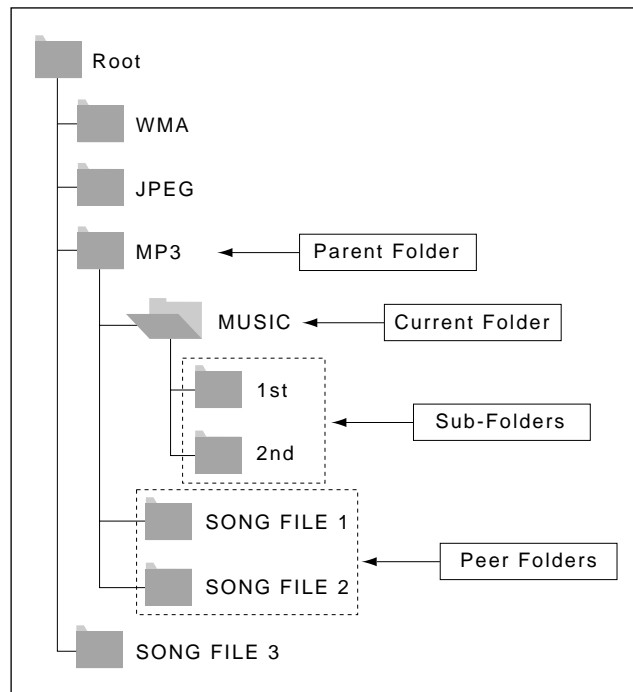 Root
WMA
JPEG
MP3
Parent Folder
MUSIC
Current Folder
1st
Sub-Folders
2nd
SONG FILE 1
Peer Folders
SONG FILE 2
SONG FILE 3